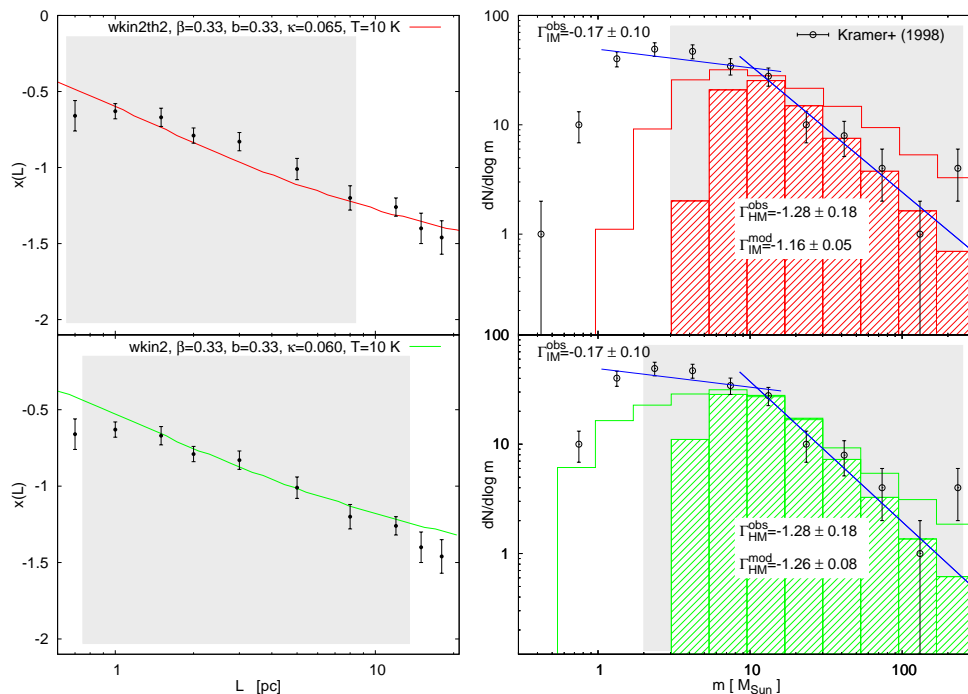 wkin2th2, β=0.33, b=0.33, κ=0.065, T=10 K
x(L)
0
-0.5
-1
-1.5
-2
Γ_IM^obs=-0.17 ± 0.10
Kramer+ (1998)
dN/dlog m
100
10
1
100
Γ_HM^obs=-1.28 ± 0.18
Γ_IM^mod=-1.16 ± 0.05
wkin2, β=0.33, b=0.33, κ=0.060, T=10 K
x(L)
-0.5
-1
-1.5
-2
1
10
L [pc]
Γ_IM^obs=-0.17 ± 0.10
dN/dlog m
100
10
1
Γ_HM^obs=-1.28 ± 0.18
Γ_HM^mod=-1.26 ± 0.08
1
10
100
m [ M_Sun]